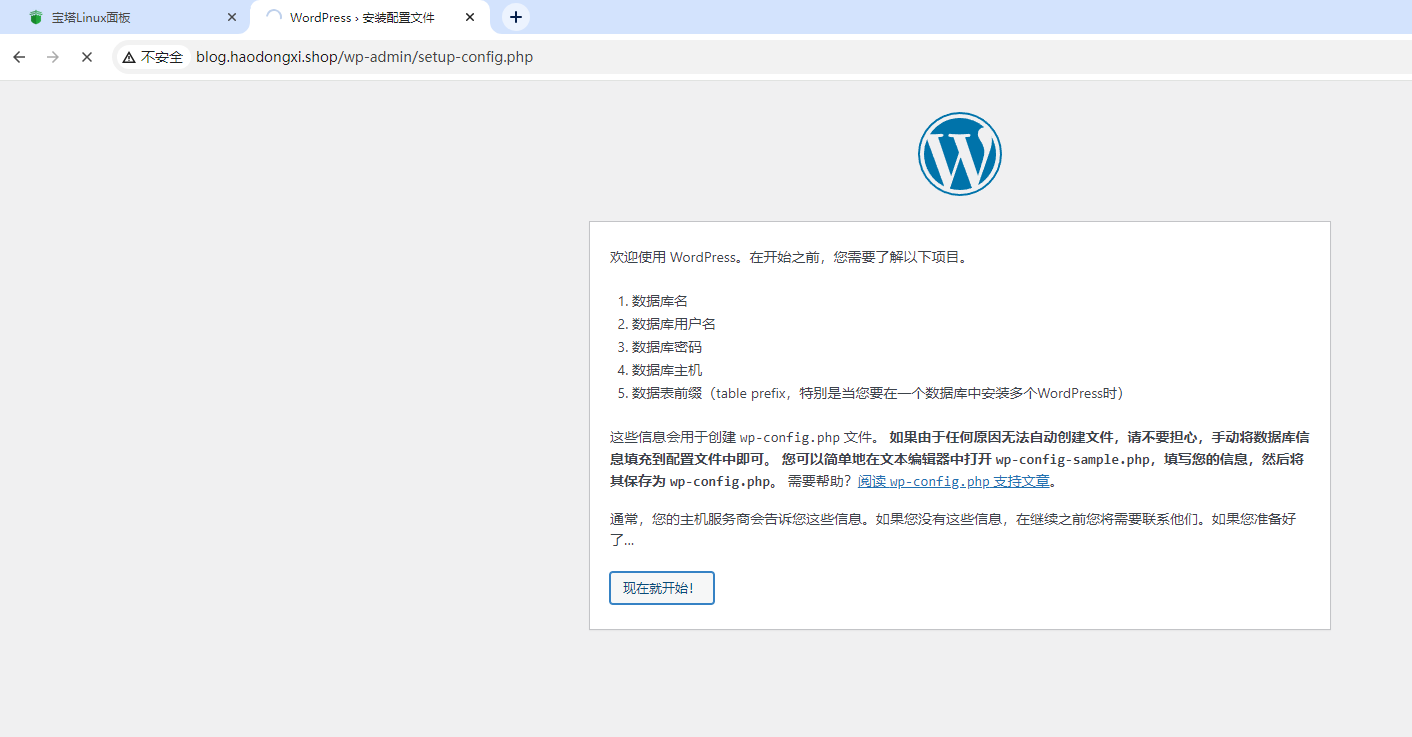 宝塔Linux面板
WordPress › 安装配置文件
不安全 blog.haodongxi.shop/wp-admin/setup-config.php
欢迎使用 WordPress。在开始之前，您需要了解以下项目。
1. 数据库名
2. 数据库用户名
3. 数据库密码
4. 数据库主机
5. 数据表前缀（table prefix，特别是当您要在一个数据库中安装多个WordPress时）
这些信息会用于创建 wp-config.php 文件。 如果由于任何原因无法自动创建文件，请不要担心，手动将数据库信
息填充到配置文件中即可。 您可以简单地在文本编辑器中打开 wp-config-sample.php，填写您的信息，然后将
其保存为 wp-config.php。 需要帮助？阅读 wp-config.php 支持文章。
通常，您的主机服务商会告诉您这些信息。如果您没有这些信息，在继续之前您将需要联系他们。如果您准备好
了...
现在就开始！